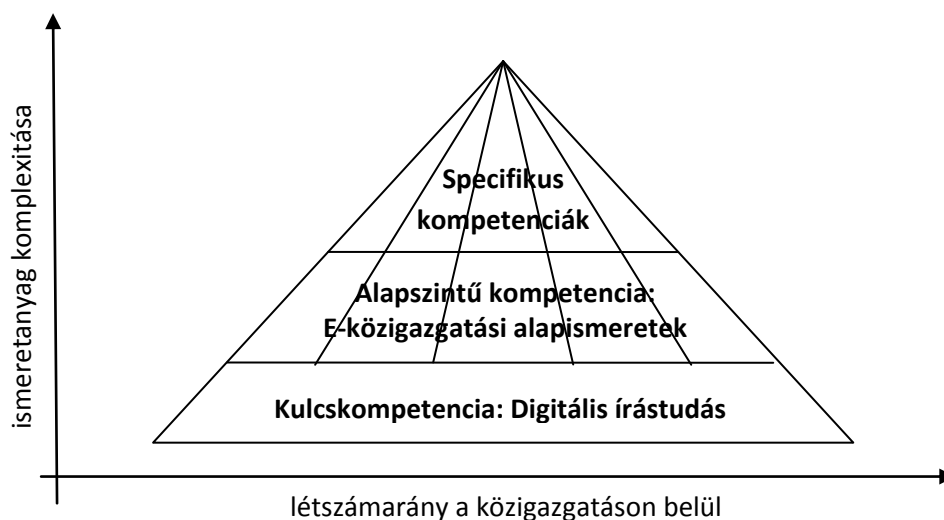 ismeretanyag komplexitása
Specifikus
kompetenciák
Alapszintű kompetencia:
E-közigazgatási alapismeretek
Kulcskompetencia: Digitális írástudás
létszámarány a közigazgatáson belül